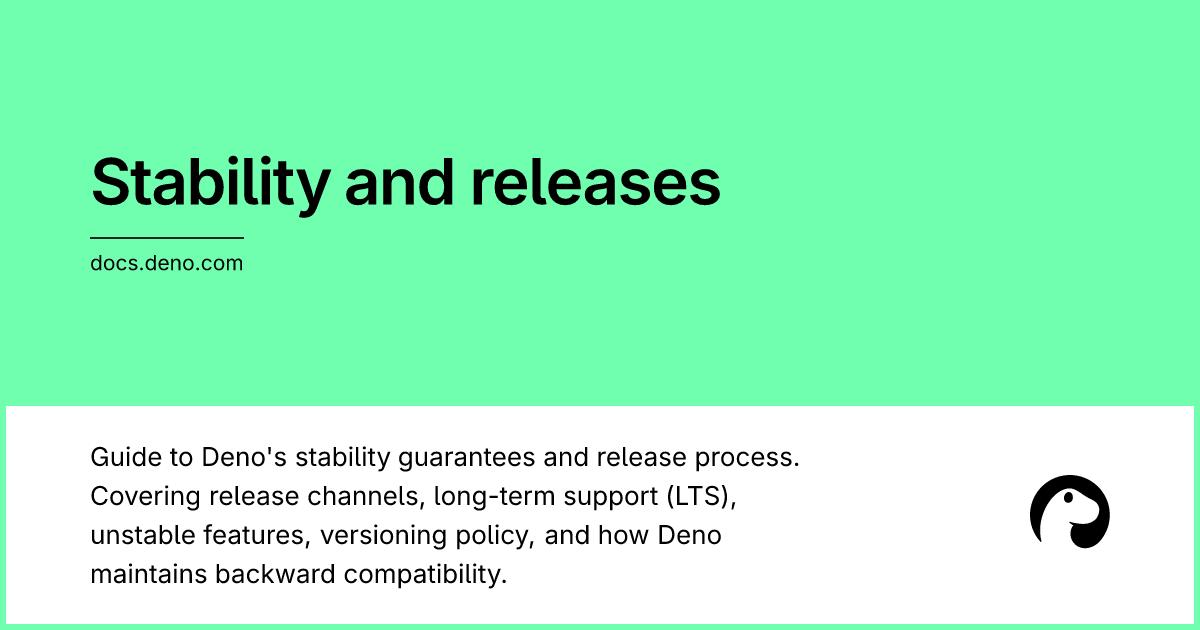 Stability and releases
docs.deno.com
Guide to Deno's stability guarantees and release process.
Covering release channels, long-term support (LTS),
unstable features, versioning policy, and how Deno
maintains backward compatibility.